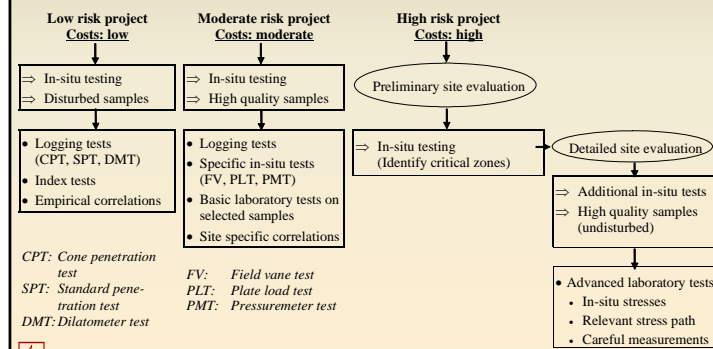 Low risk project
Costs: low
⇒ In-situ testing
⇒ Disturbed samples
• Logging tests
(CPT, SPT, DMT)
• Index tests
• Empirical correlations
CPT: Cone penetration
test
SPT: Standard pene-
tration test
DMT: Dilatometer test
Moderate risk project
Costs: moderate
⇒ In-situ testing
⇒ High quality samples
• Logging tests
• Specific in-situ tests
(FV, PLT, PMT)
• Basic laboratory tests on
selected samples
• Site specific correlations
FV: Field vane test
PLT: Plate load test
PMT: Pressuremeter test
High risk project
Costs: high
Preliminary site evaluation
⇒ In-situ testing
(Identify critical zones)
Detailed site evaluation
⇒ Additional in-situ tests
⇒ High quality samples
(undisturbed)
• Advanced laboratory tests
• In-situ stresses
• Relevant stress path
• Careful measurements